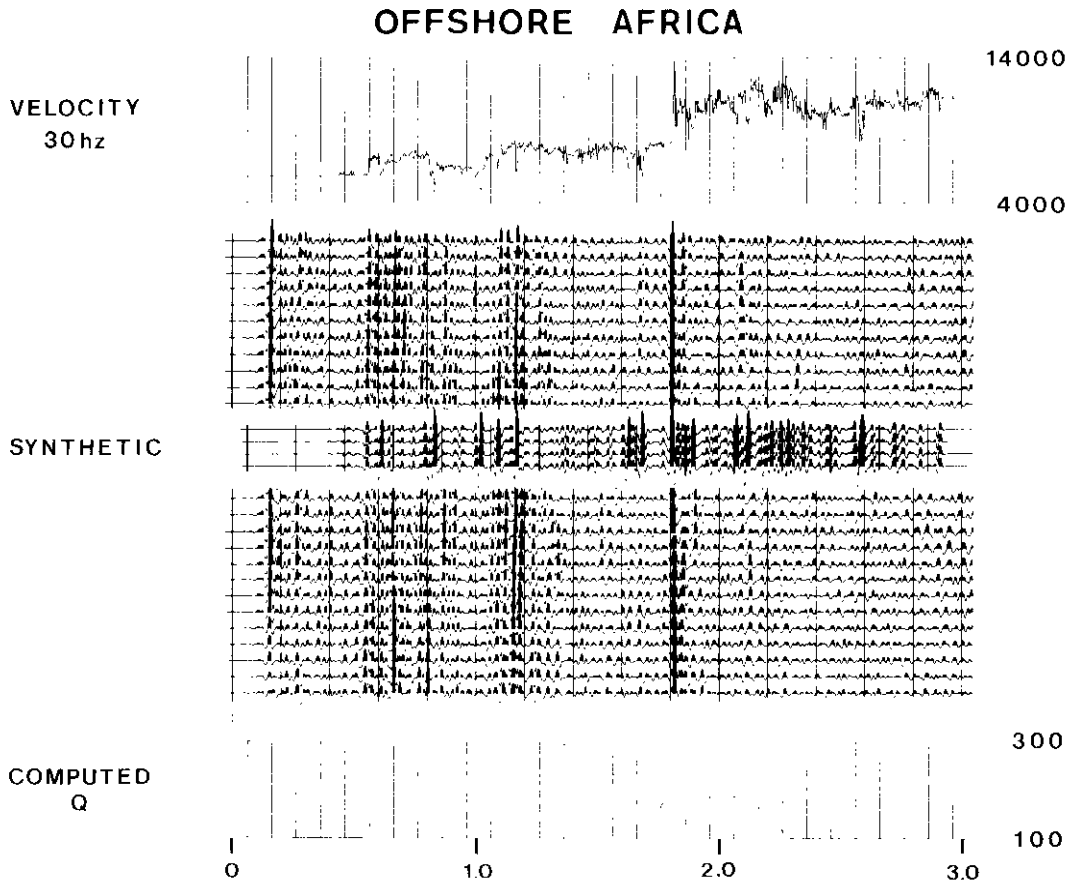 OFFSHORE AFRICA
14000
VELOCITY
30hz
4000
SYNTHETIC
300
COMPUTED
Q
100
0 1.0 2.0 3.0